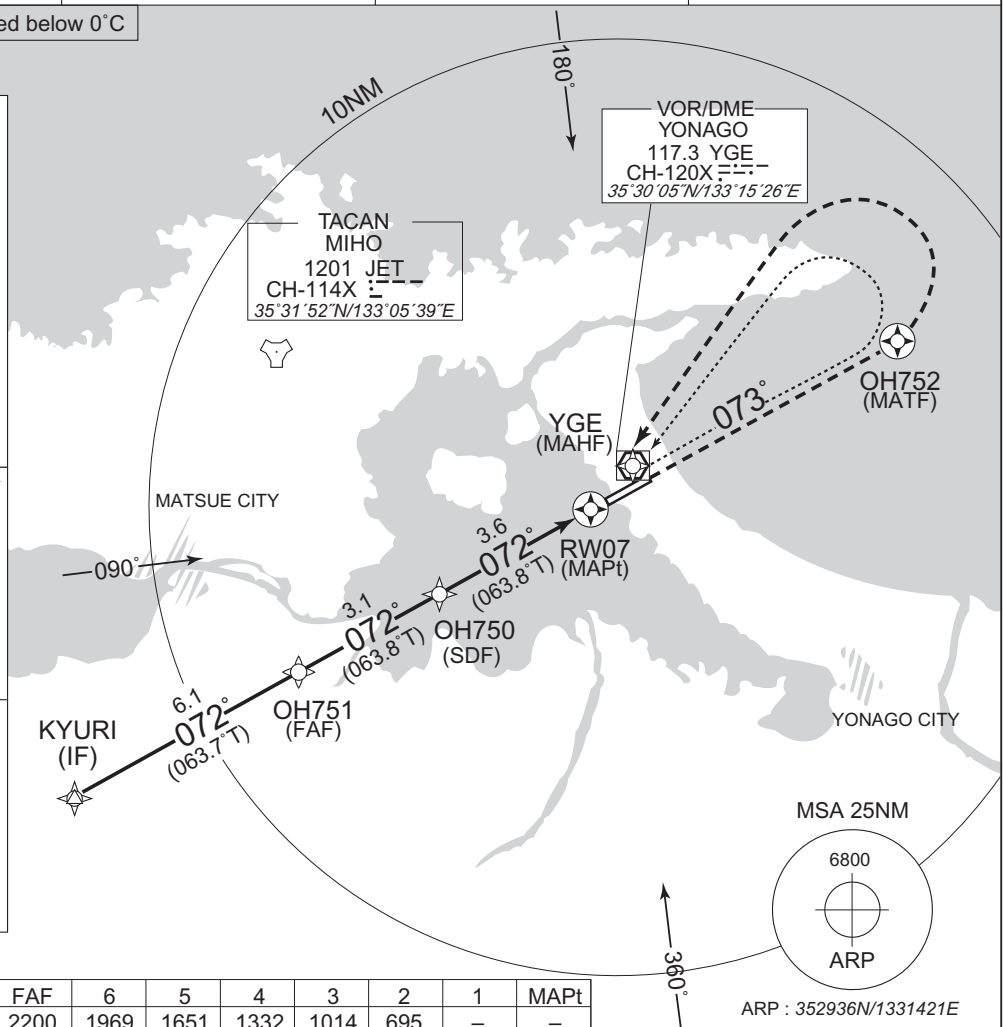 ed below 0˚C
10NM
180˚
VOR/DME
YONAGO
117.3 YGE
CH-120X
35˚30´05˝N/133˚15´26˝E
TACAN
MIHO
1201 JET
CH-114X
35˚31´52˝N/133˚05´39˝E
073˚
OH752
(MATF)
YGE
(MAHF)
MATSUE CITY
090˚
RW07
(MAPt)
3.6
072˚
(063.8˚T)
OH750
(SDF)
3.1
072˚
(063.8˚T)
OH751
(FAF)
6.1
072˚
(063.7˚T)
KYURI
(IF)
YONAGO CITY
MSA 25NM
6800
ARP
360˚
FAF 6 5 4 3 2 1 MAPt
2200 1969 1651 1332 1014 695 – –
ARP : 352936N/1331421E